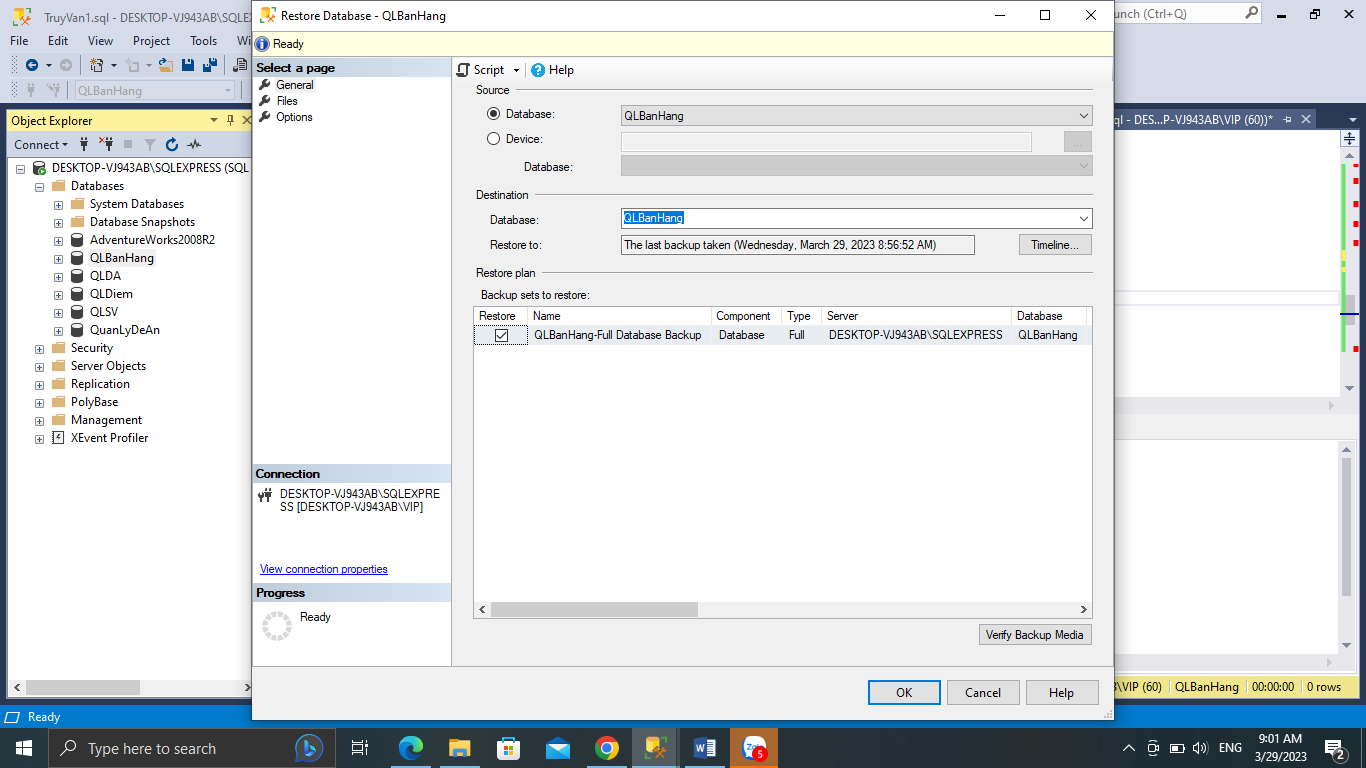 TruyVan1.sql - DESKTOP-VJ943AB\SQLEX
Restore Database - QLBanHang
unch (Ctrl+Q)
File Edit View Project Tools Wi
Ready
QLBanHang
Select a page
General
Files
Options
Script Help
Source
Database: QLBanHang
Device:
...
Database:
Destination
Database: QLBanHang
Restore to: The last backup taken (Wednesday, March 29, 2023 8:56:52 AM) Timeline...
Restore plan
Backup sets to restore:
Restore Name Component Type Server Database
QLBanHang-Full Database Backup Database Full DESKTOP-VJ943AB\SQLEXPRESS QLBanHang
Verify Backup Media
OK Cancel Help
Connection
DESKTOP-VJ943AB\SQLEXPRE
SS [DESKTOP-VJ943AB\VIP]
View connection properties
Progress
Ready
Object Explorer
Connect
DESKTOP-VJ943AB\SQLEXPRESS (SQL
Databases
System Databases
Database Snapshots
AdventureWorks2008R2
QLBanHang
QLDA
QLDiem
QLSV
QuanLyDeAn
Security
Server Objects
Replication
PolyBase
Management
XEvent Profiler
ql - DES...P-VJ943AB\VIP (60))*
\VIP (60) QLBanHang 00:00:00 0 rows
Ready
Type here to search
Zalo
5
ENG
9:01 AM
3/29/2023
2